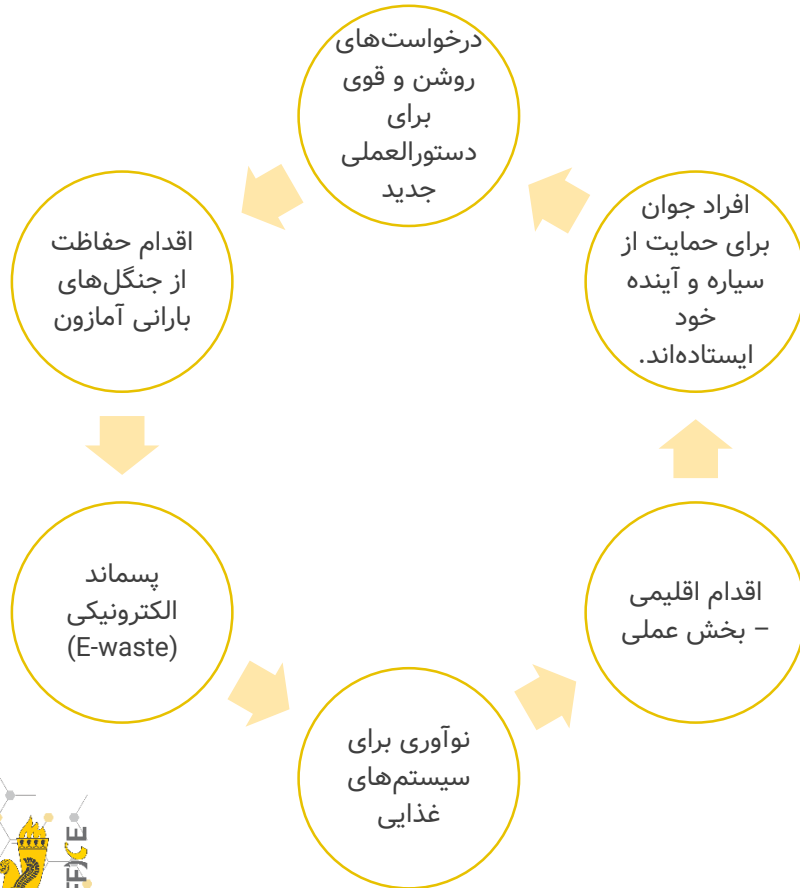 درخواست‌های
روشن و قوی
برای
دستورالعملی
جدید
اقدام حفاظت
از جنگل‌های
بارانی آمازون
پسماند
الکترونیکی
(E-waste)
نوآوری برای
سیستم‌های
غذایی
اقدام اقلیمی
– بخش عملی
افراد جوان
برای حمایت از
سیاره و آینده
خود
ایستاده‌اند.